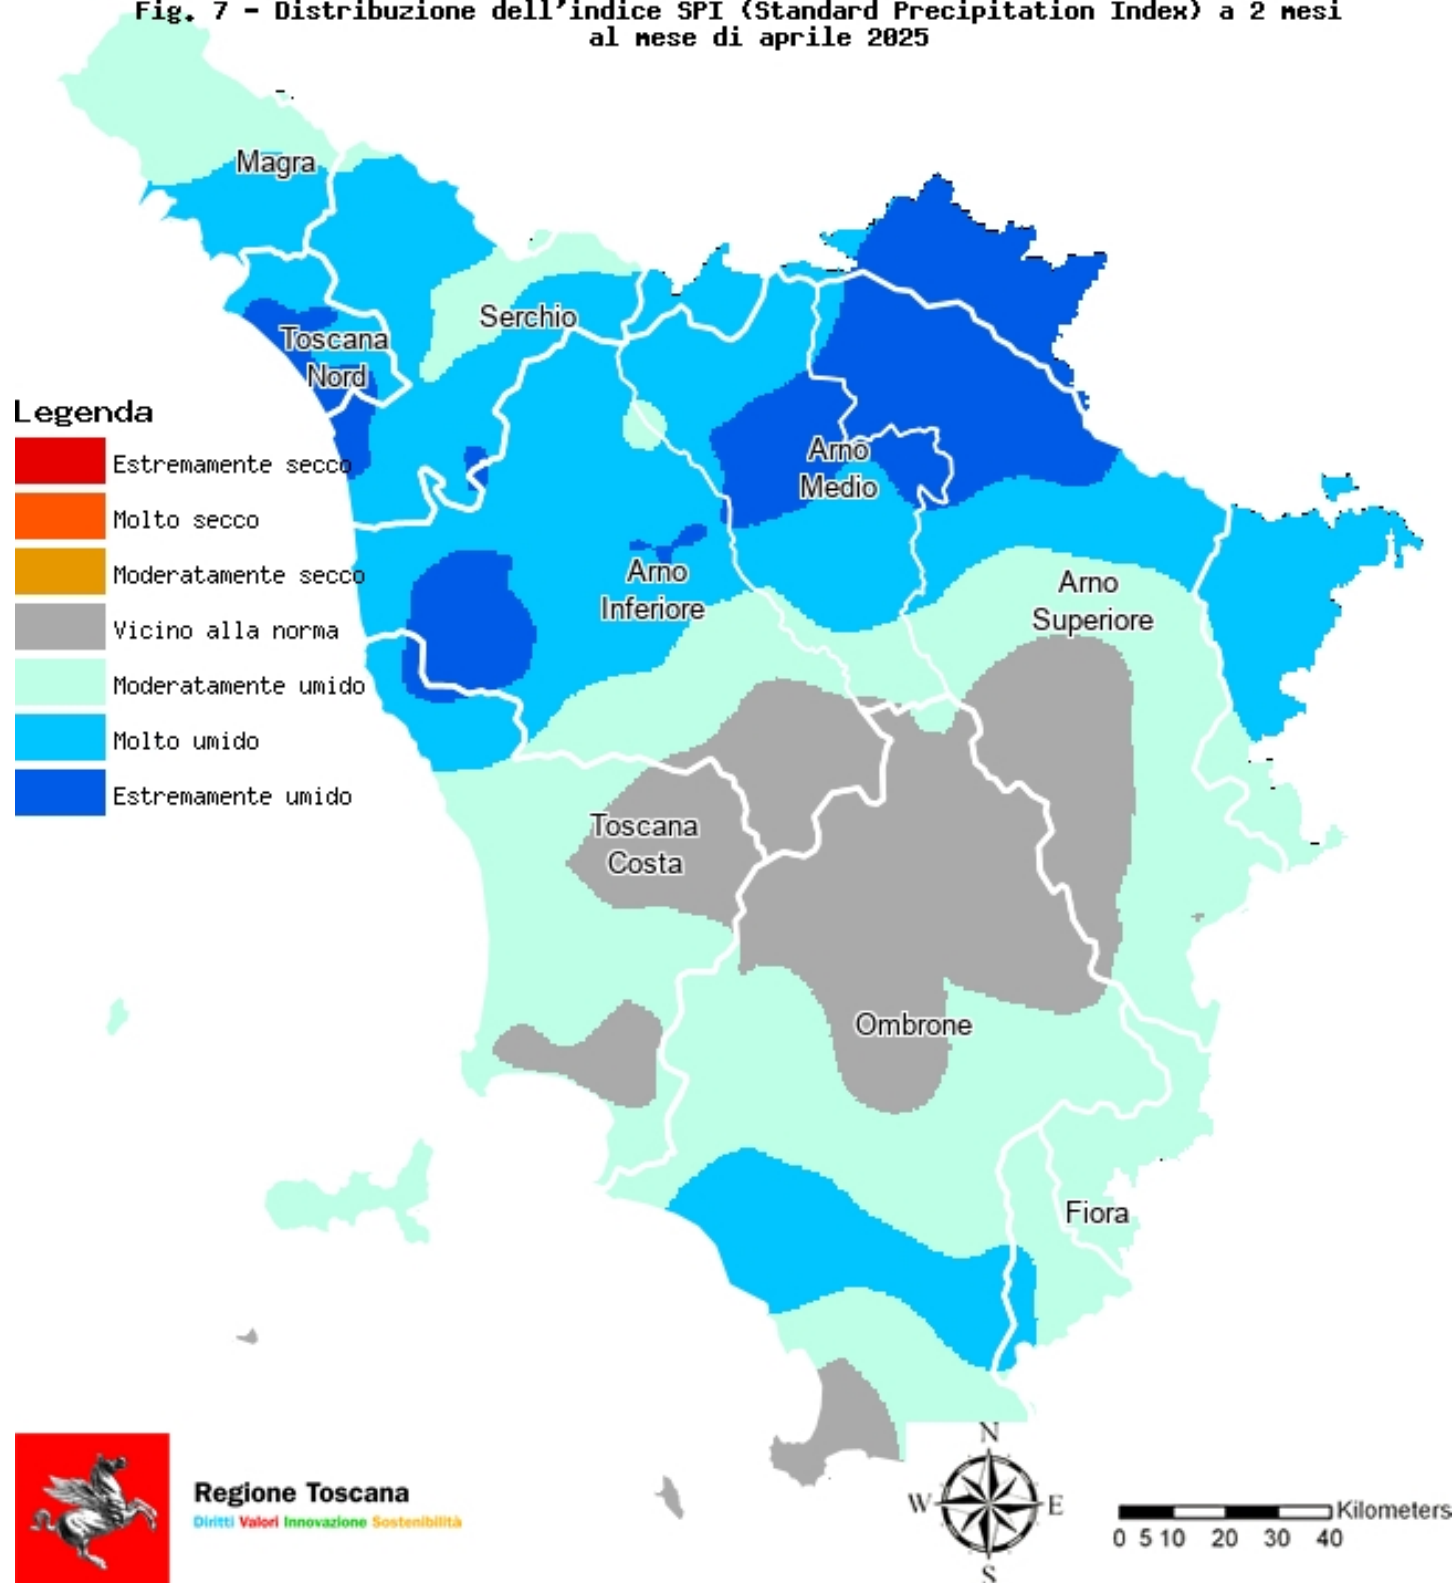 Fig. 7 - Distribuzione dell'indice SPI (Standard Precipitation Index) a 2 mesi
al mese di aprile 2025
Magra
Serchio
Toscana
Nord
Legenda
Estremamente secco
Molto secco
Moderatamente secco
Vicino alla norma
Moderatamente umido
Molto umido
Estremamente umido
Arno
Medio
Arno
Inferiore
Arno
Superiore
Toscana
Costa
Ombrone
Fiora
Regione Toscana
Diritti Valori Innovazione Sostenibilità
N
W E
S
Kilometers
0 5 10 20 30 40